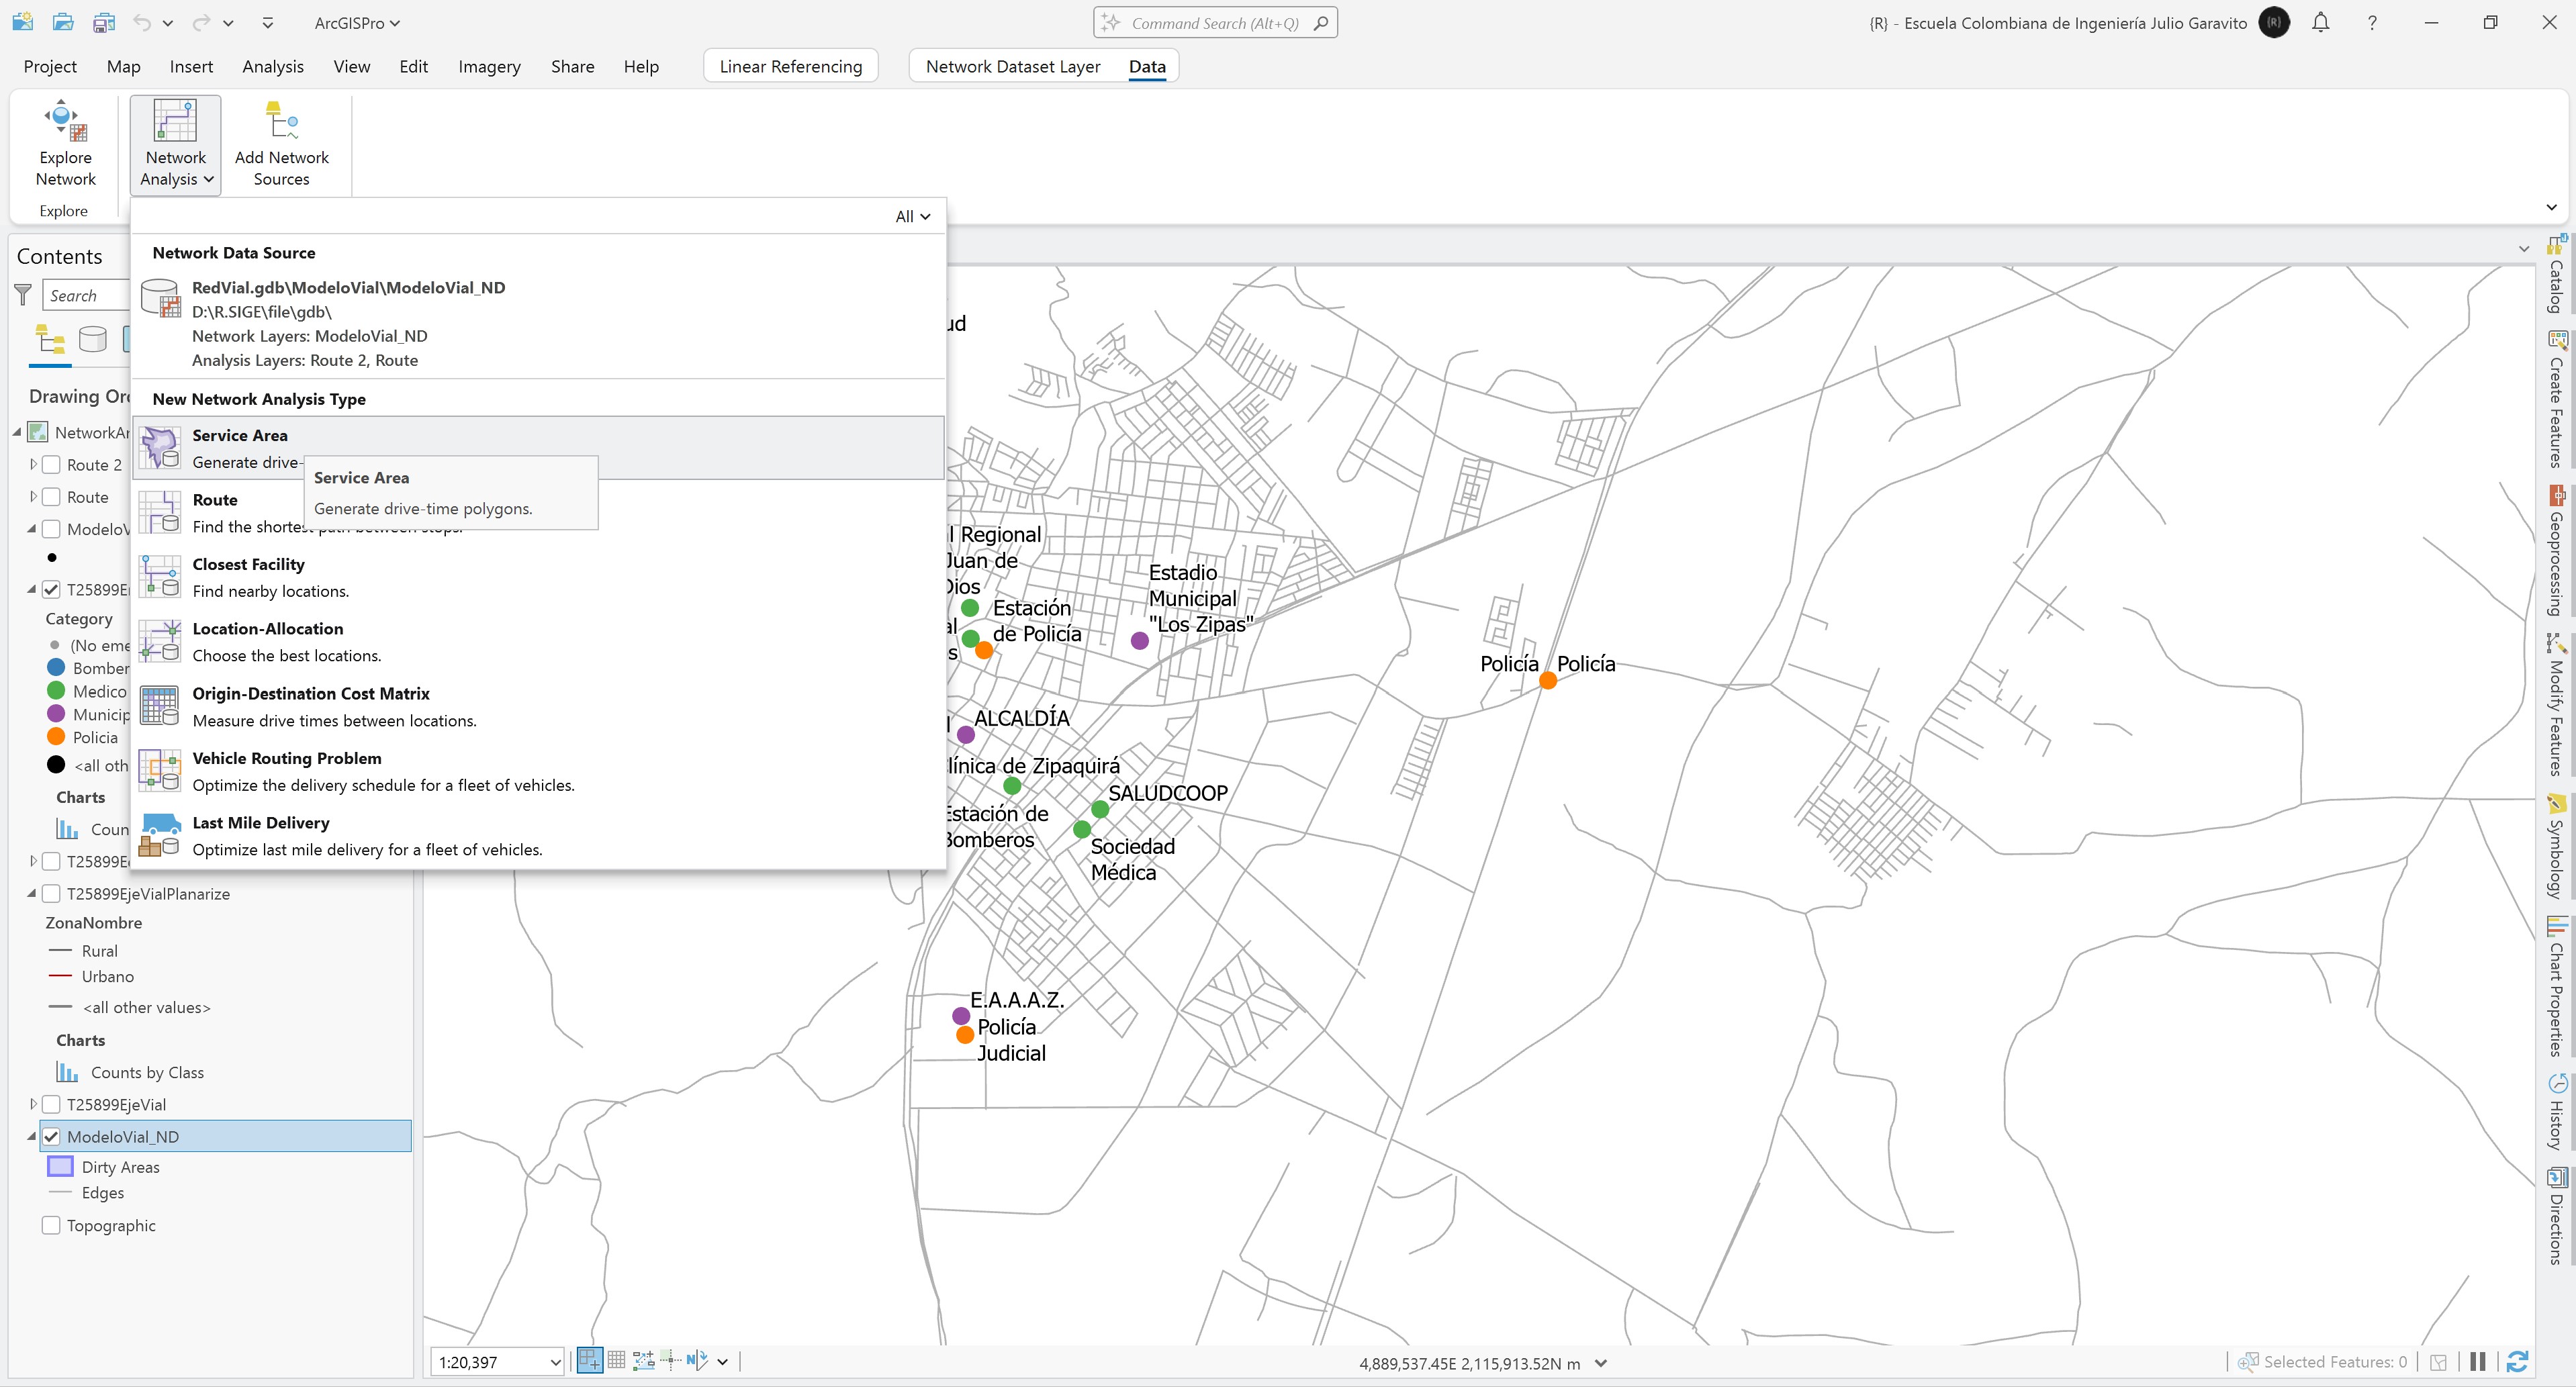 ArcGISPro
Command Search (Alt+Q)
{R} - Escuela Colombiana de Ingeniería Julio Garavito
{R}
?
Project
Map
Insert
Analysis
View
Edit
Imagery
Share
Help
Linear Referencing
Network Dataset Layer
Data
Explore
Network
Network
Analysis
Add Network
Sources
Explore
All
Network Data Source
RedVial.gdb\ModeloVial\ModeloVial_ND
D:\R.SIGE\file\gdb\
Network Layers: ModeloVial_ND
Analysis Layers: Route 2, Route
New Network Analysis Type
Service Area
Generate drive-
Service Area
Generate drive-time polygons.
Route
Find the shortest path between stops.
Closest Facility
Find nearby locations.
Location-Allocation
Choose the best locations.
Origin-Destination Cost Matrix
Measure drive times between locations.
Vehicle Routing Problem
Optimize the delivery schedule for a fleet of vehicles.
Last Mile Delivery
Optimize last mile delivery for a fleet of vehicles.
Contents
Search
Drawing Or
NetworkAr
Route 2
Route
ModeloV
T25899E
Category
(No eme
Bomber
Medico
Municip
Policia
<all oth
Charts
Coun
T25899E
T25899EjeVialPlanarize
ZonaNombre
Rural
Urbano
<all other values>
Charts
Counts by Class
T25899EjeVial
ModeloVial_ND
Dirty Areas
Edges
Topographic
ud
l Regional
Juan de
Dios
Estación
de Policía
al
s
Estadio
Municipal
"Los Zipas"
Policía
Policía
l
ALCALDÍA
línica de Zipaquirá
SALUDCOOP
Estación de
Bomberos
Sociedad
Médica
E.A.A.A.Z.
Policía
Judicial
Catalog
Create Features
Geoprocessing
Modify Features
Symbology
Chart Properties
History
Directions
1:20,397
4,889,537.45E 2,115,913.52N m
Selected Features: 0